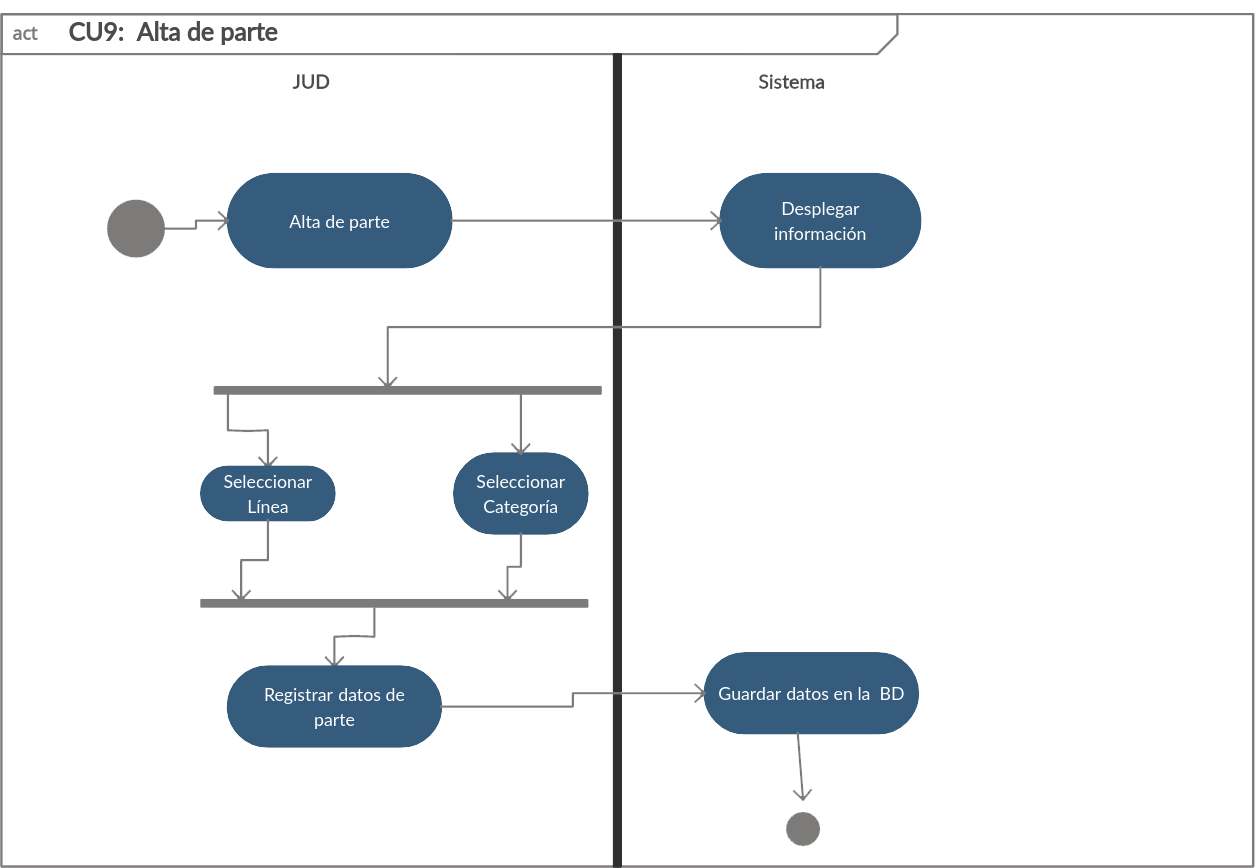 act CU9: Alta de parte
JUD
Sistema
Alta de parte
Desplegar
información
Seleccionar
Línea
Seleccionar
Categoría
Registrar datos de
parte
Guardar datos en la BD